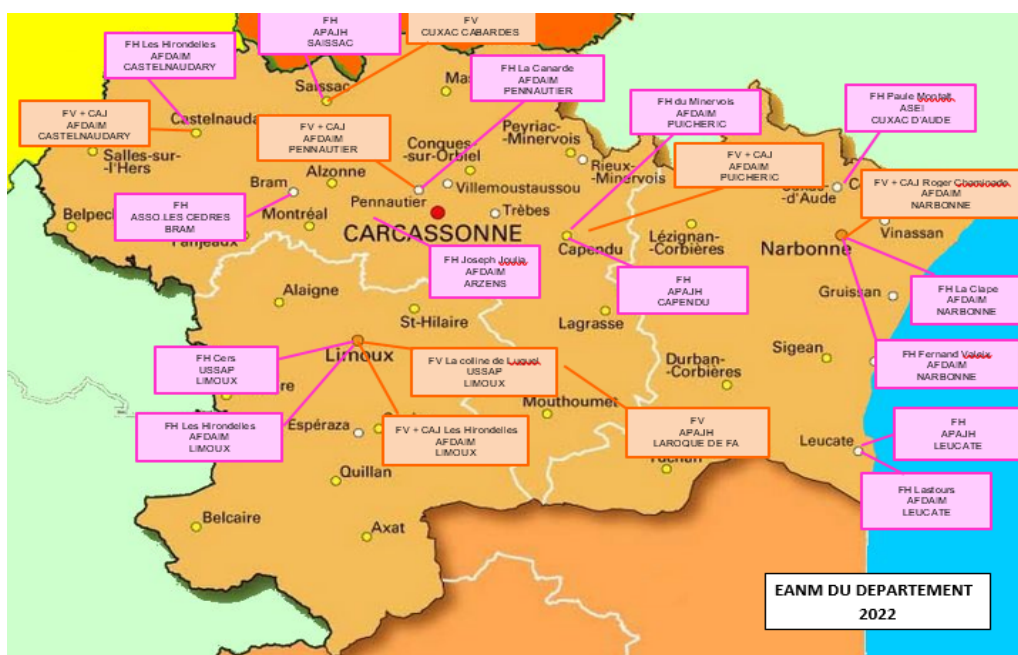 FH
APAJH
SAISSAC
FV
CUXAC CABARDES
FH Les Hirondelles
AFDAIM
CASTELNAUDARY
FH La Canarde
AFDAIM
PENNAUTIER
FH du Minervois
AFDAIM
PUICHERIC
FH Paule Montalt
ASEI
CUXAC D'AUDE
FV + CAJ
AFDAIM
CASTELNAUDARY
FV + CAJ
AFDAIM
PENNAUTIER
FV + CAJ
AFDAIM
PUICHERIC
FV + CAJ Roger
AFDAIM
NARBONNE
FH
ASSO.LES CEDRES
BRAM
FH Joseph Joulia
AFDAIM
ARZENS
FH
APAJH
CAPENDU
FH La Clape
AFDAIM
NARBONNE
FH Cers
USSAP
LIMOUX
FV La colline de Luguel
USSAP
LIMOUX
FH Fernand Valeix
AFDAIM
NARBONNE
FH Les Hirondelles
AFDAIM
LIMOUX
FV + CAJ Les Hirondelles
AFDAIM
LIMOUX
FV
APAJH
LAROQUE DE FA
FH
APAJH
LEUCATE
FH Lastours
AFDAIM
LEUCATE
Saissac
Mas
Castelnauda
Salles-sur-
-l'Hers
Peyriac-
-Minervois
Conques
-sur-Orbiel
Rieux-
-Minervois
Bram
Alzonne
Villemoustaussou
-d'Aude
Pennautier
Trèbes
Belpech
Montréal
CARCASSONNE
Capendu
Lézignan-
-Corbières
Narbonne
Vinassan
Alaigne
St-Hilaire
Lagrasse
Gruissan
Limoux
Durban-
-Corbières
Sigean
Espéraza
Mouthoumet
Leucate
Quillan
Belcaire
Axat
EANM DU DEPARTEMENT
2022